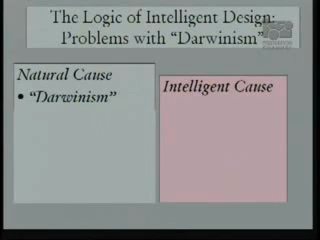 The Logic of Intelligent Design:
Problems with “Darwinism”
Natural Cause
• “Darwinism”
Intelligent Cause